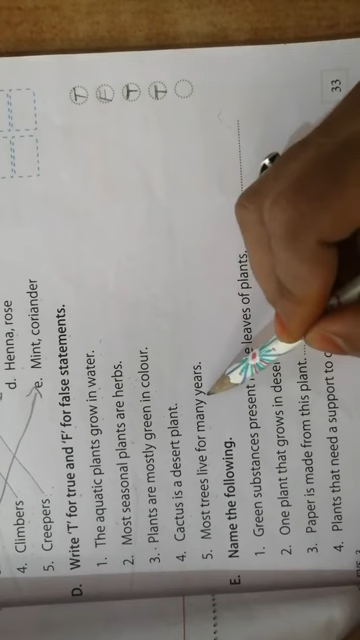 4. Climbers
d. Henna, rose
5. Creepers
e. Mint, coriander
D. Write 'T' for true and 'F' for false statements.
1. The aquatic plants grow in water. T
2. Most seasonal plants are herbs. F
3. Plants are mostly green in colour. T
4. Cactus is a desert plant. T
5. Most trees live for many years.
E. Name the following.
1. Green substances present leaves of plants.
2. One plant that grows in
3. Paper is made from this plant.
4. Plants that need a support to
33